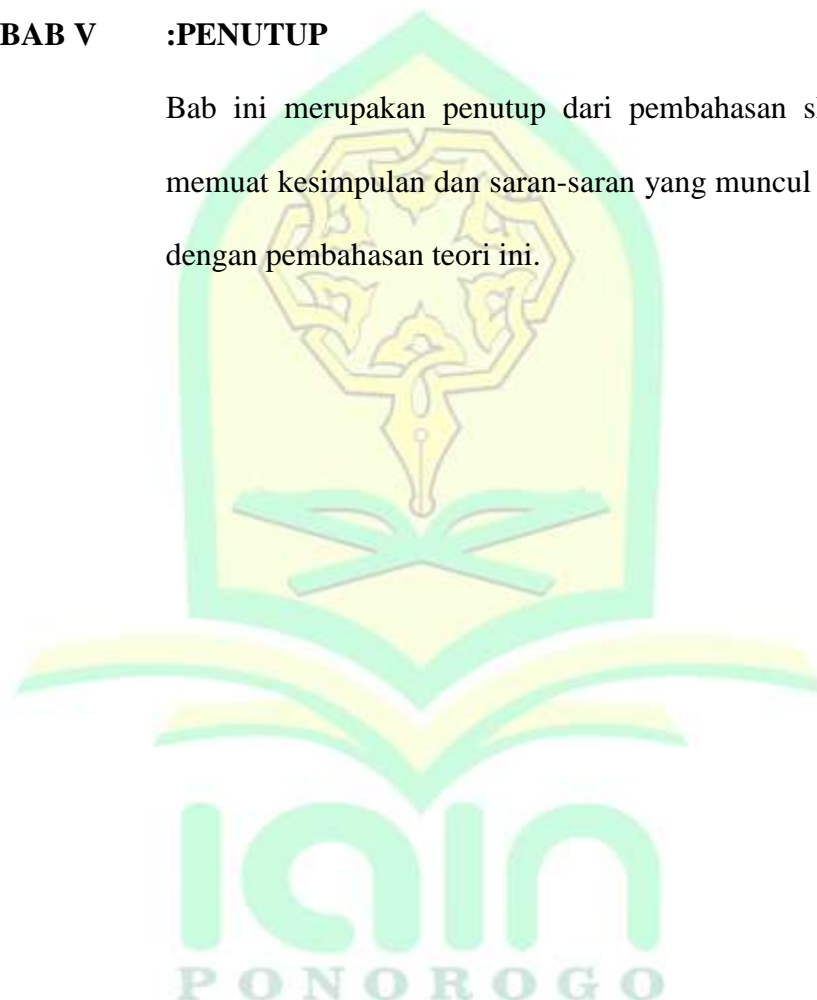 BAB V :PENUTUP
Bab ini merupakan penutup dari pembahasan
memuat kesimpulan dan saran-saran yang muncul
dengan pembahasan teori ini.
iain
PONOROGO